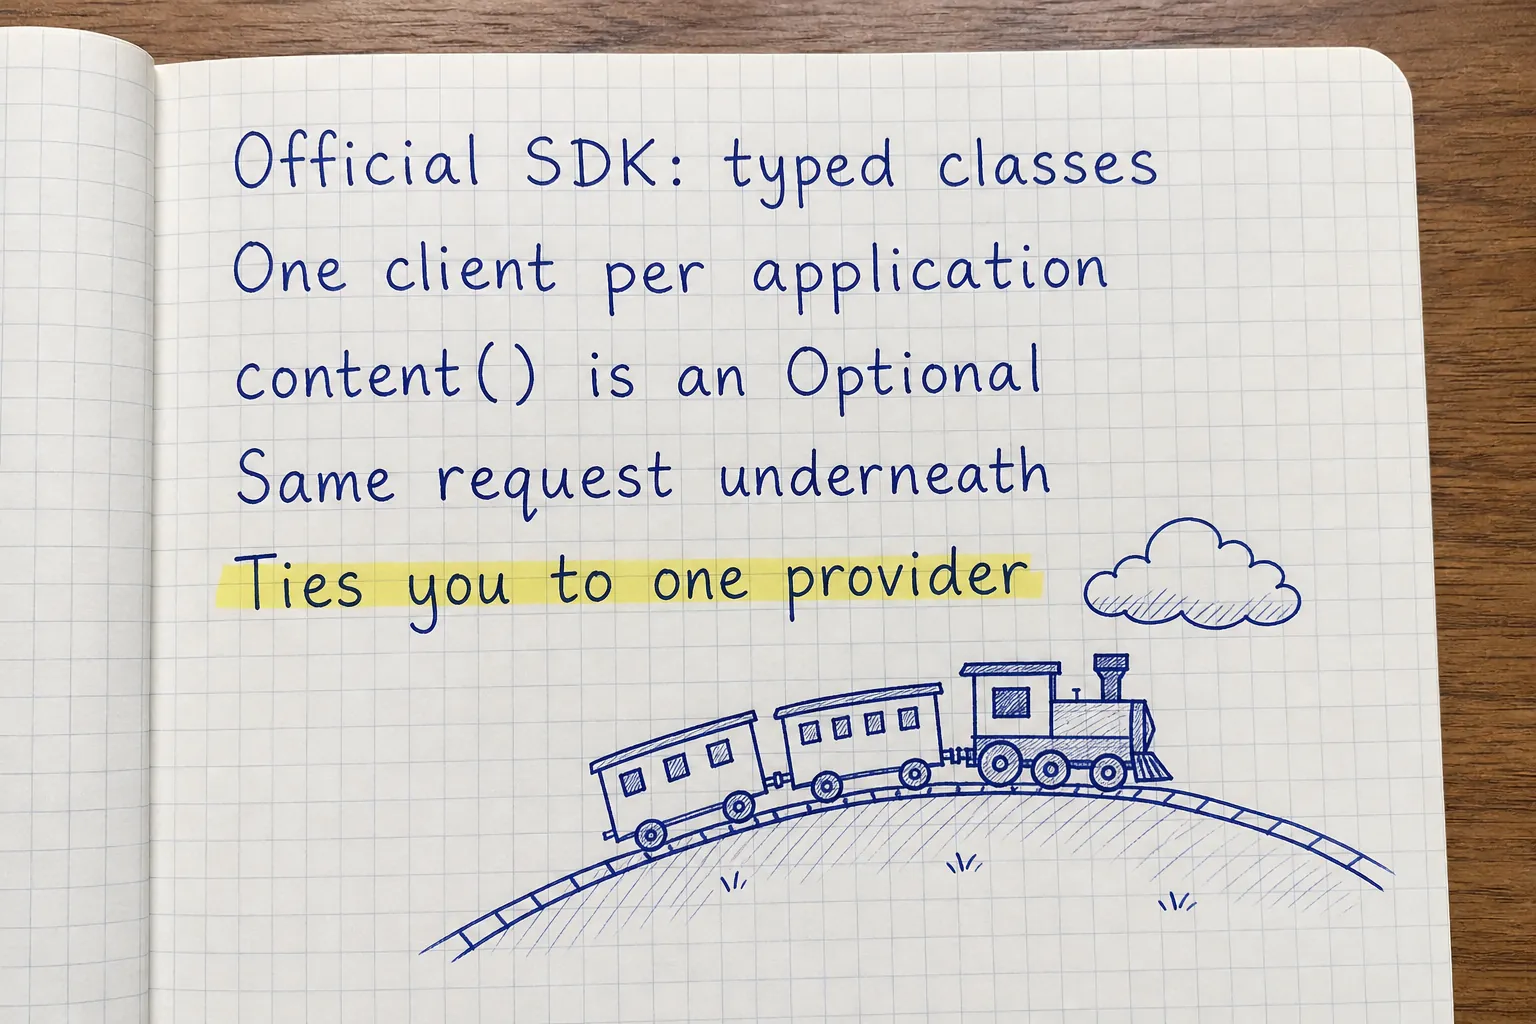 Official SDK: typed classes
One client per application
content() is an Optional
Same request underneath
Ties you to one provider